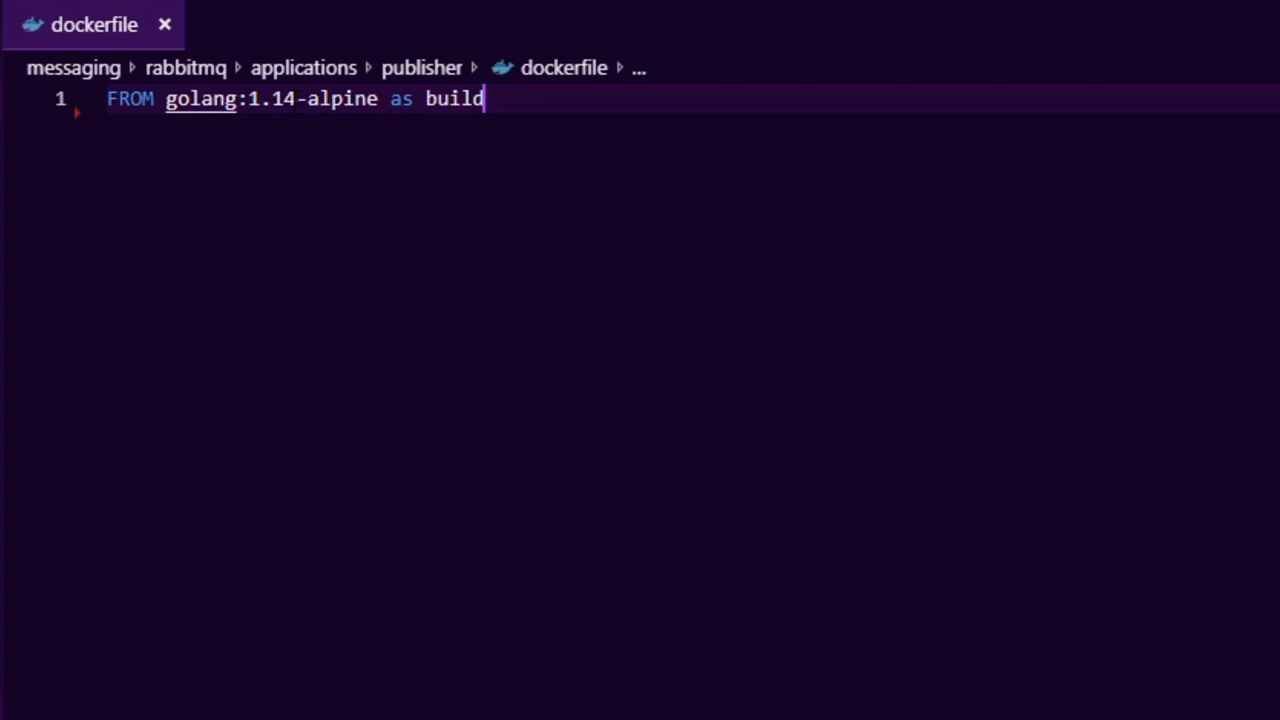 dockerfile ×
messaging ▹ rabbitmq ▹ applications ▹ publisher ▹ dockerfile ▹ ...
1 FROM golang:1.14-alpine as build